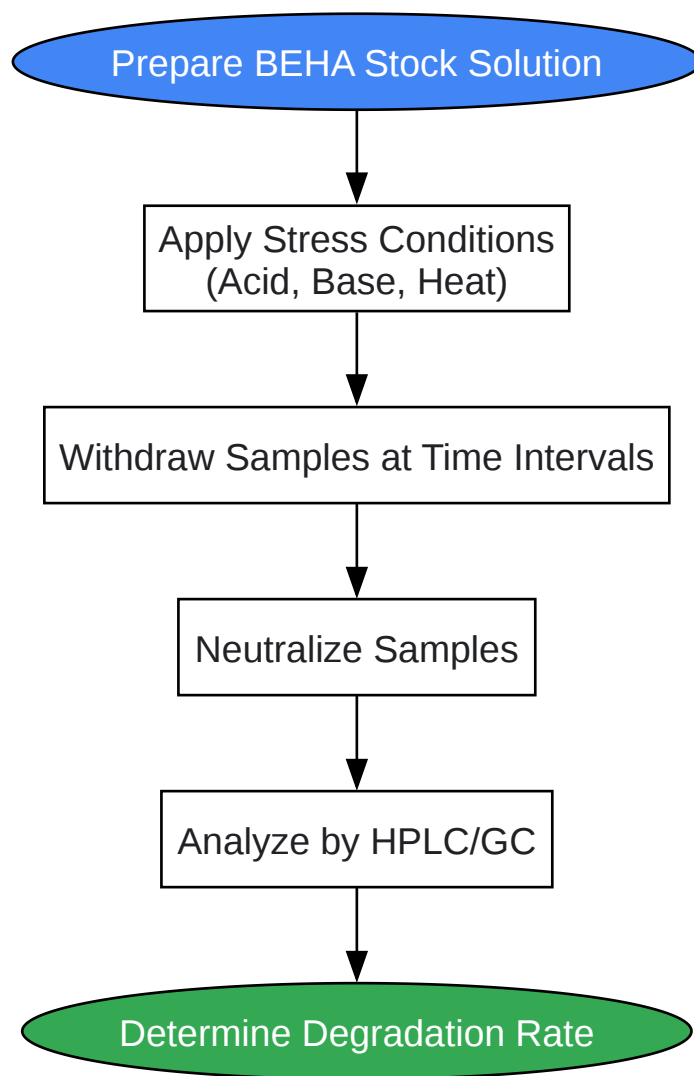 Prepare BEHA Stock Solution
Apply Stress Conditions
(Acid, Base, Heat)
Withdraw Samples at Time Intervals
Neutralize Samples
Analyze by HPLC/GC
Determine Degradation Rate